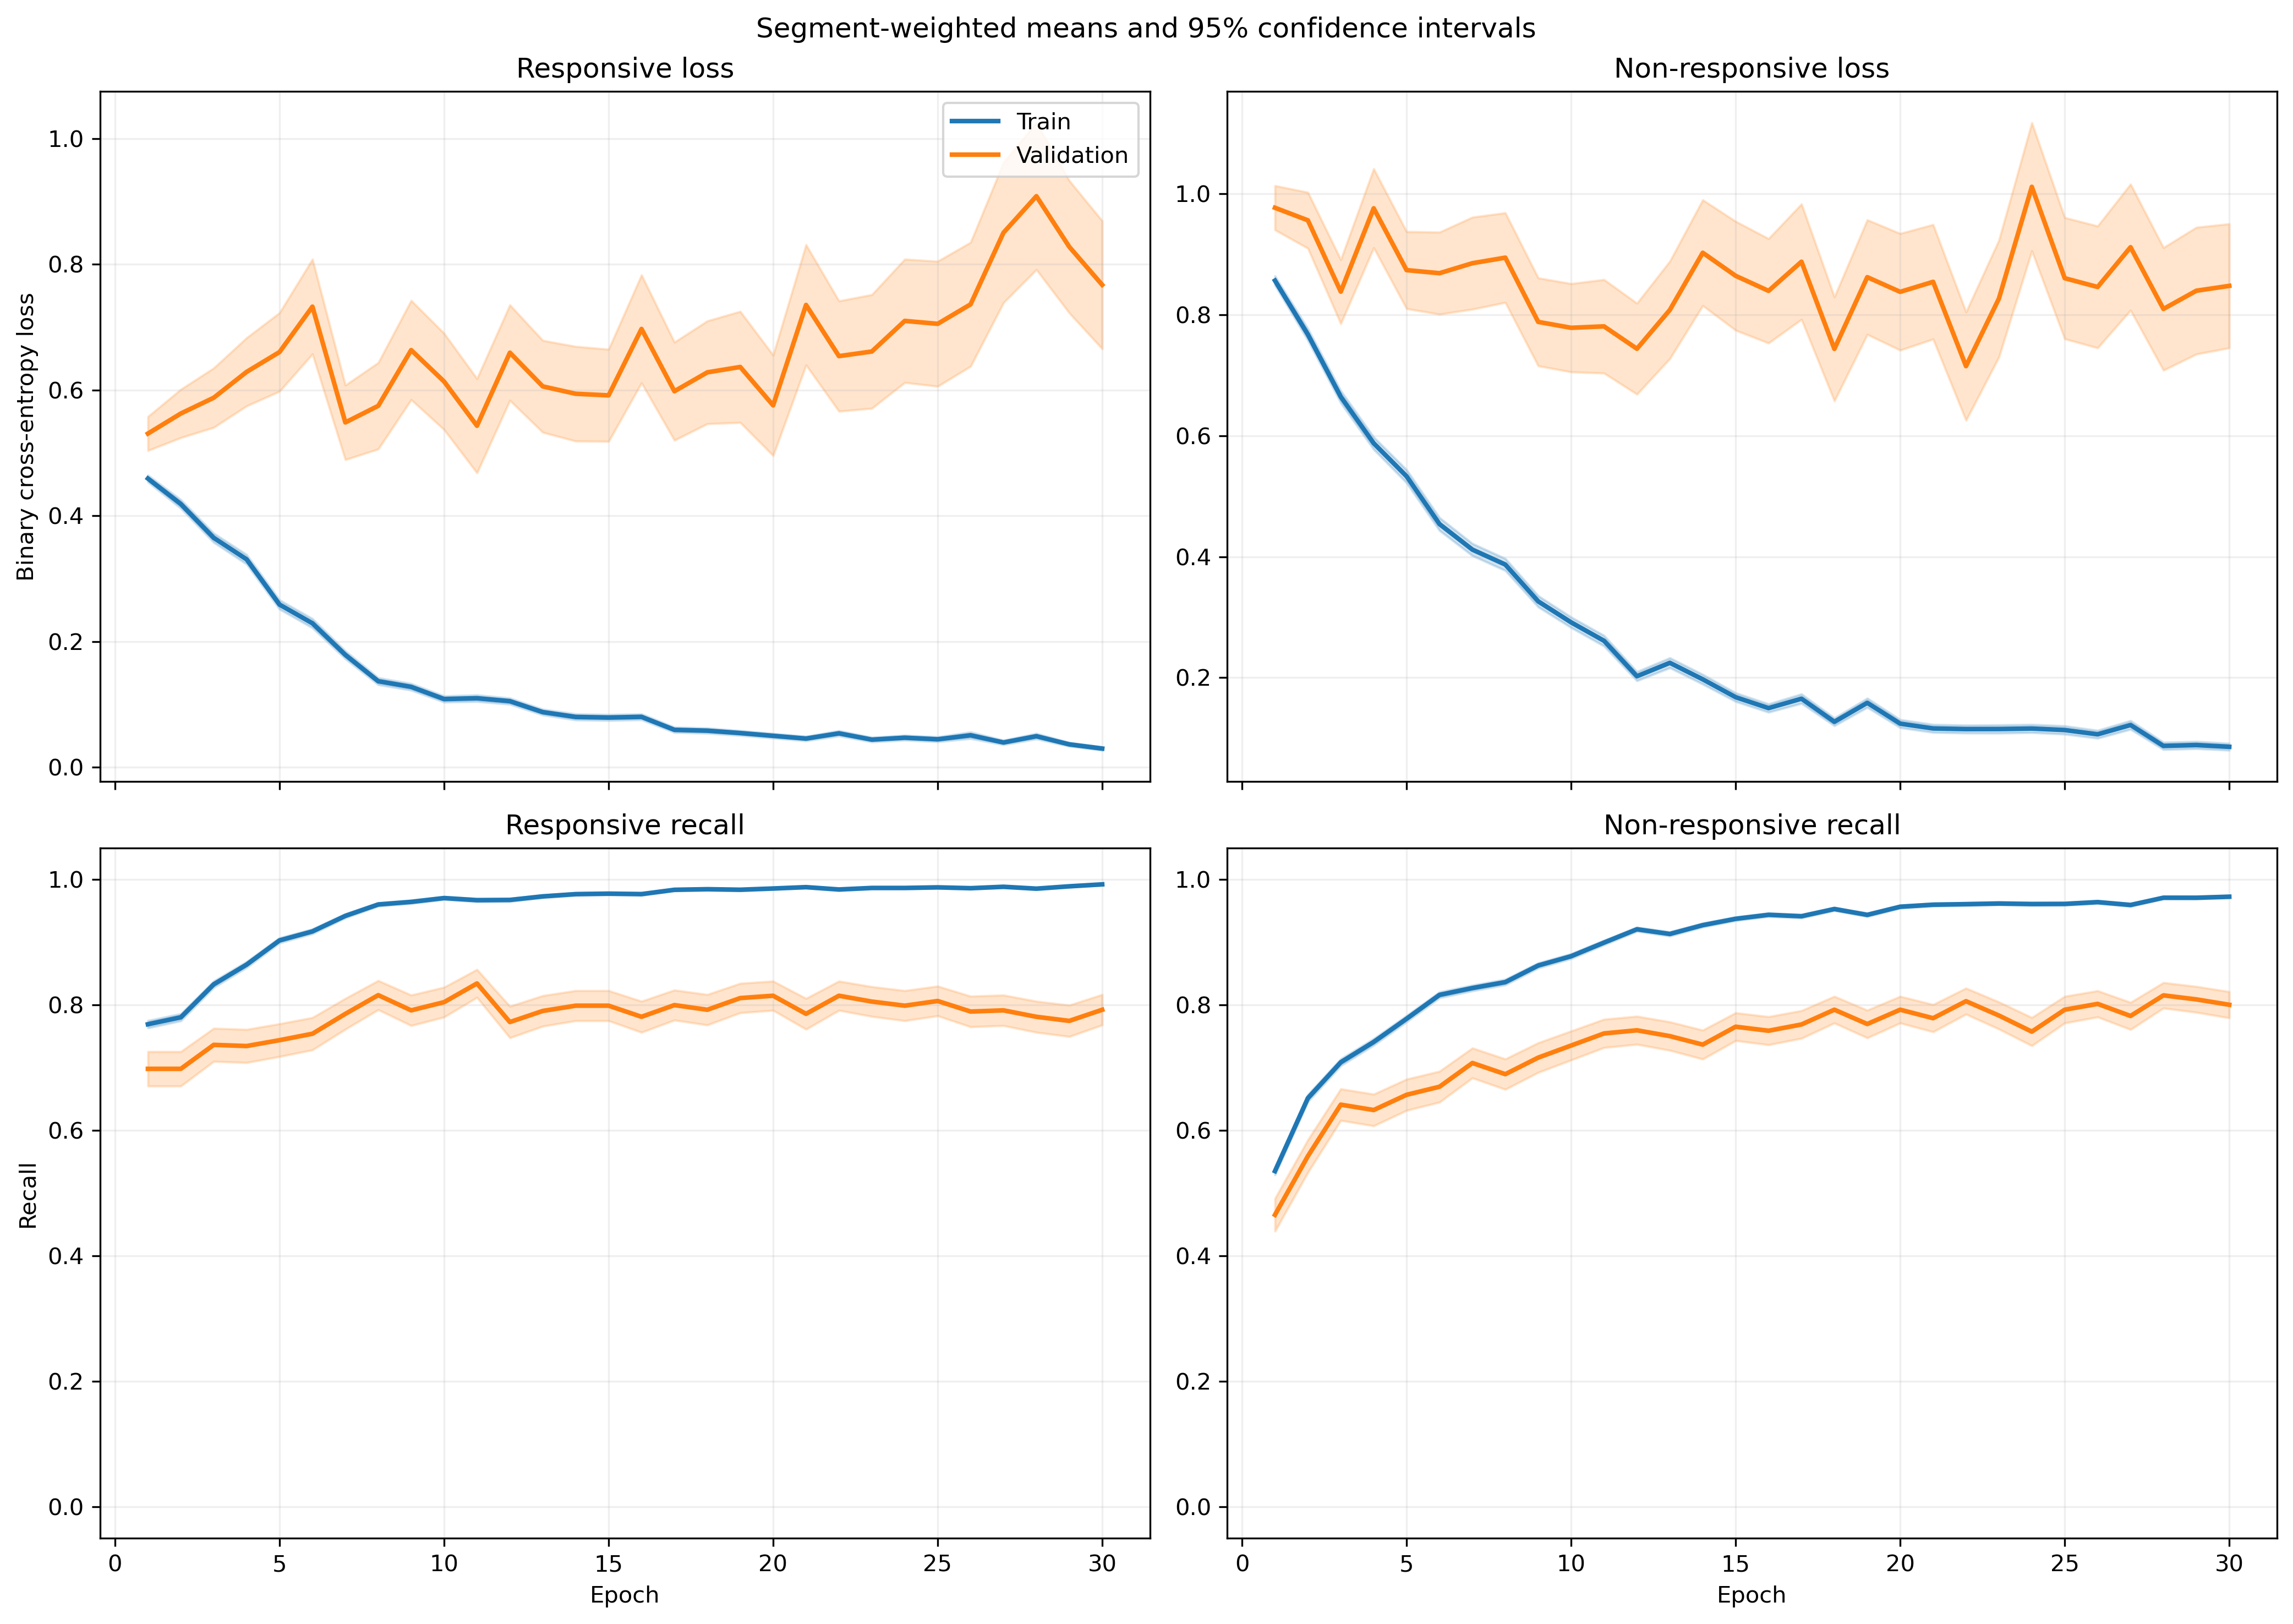 Segment-weighted means and 95% confidence intervals
Responsive loss
Non-responsive loss
Train
Validation
1.0
0.8
0.6
0.4
0.2
0.0
Binary cross-entropy loss
1.0
0.8
0.6
0.4
0.2
Responsive recall
Non-responsive recall
1.0
0.8
0.6
0.4
0.2
0.0
Recall
0 5 10 15 20 25 30
Epoch
1.0
0.8
0.6
0.4
0.2
0.0
0 5 10 15 20 25 30
Epoch